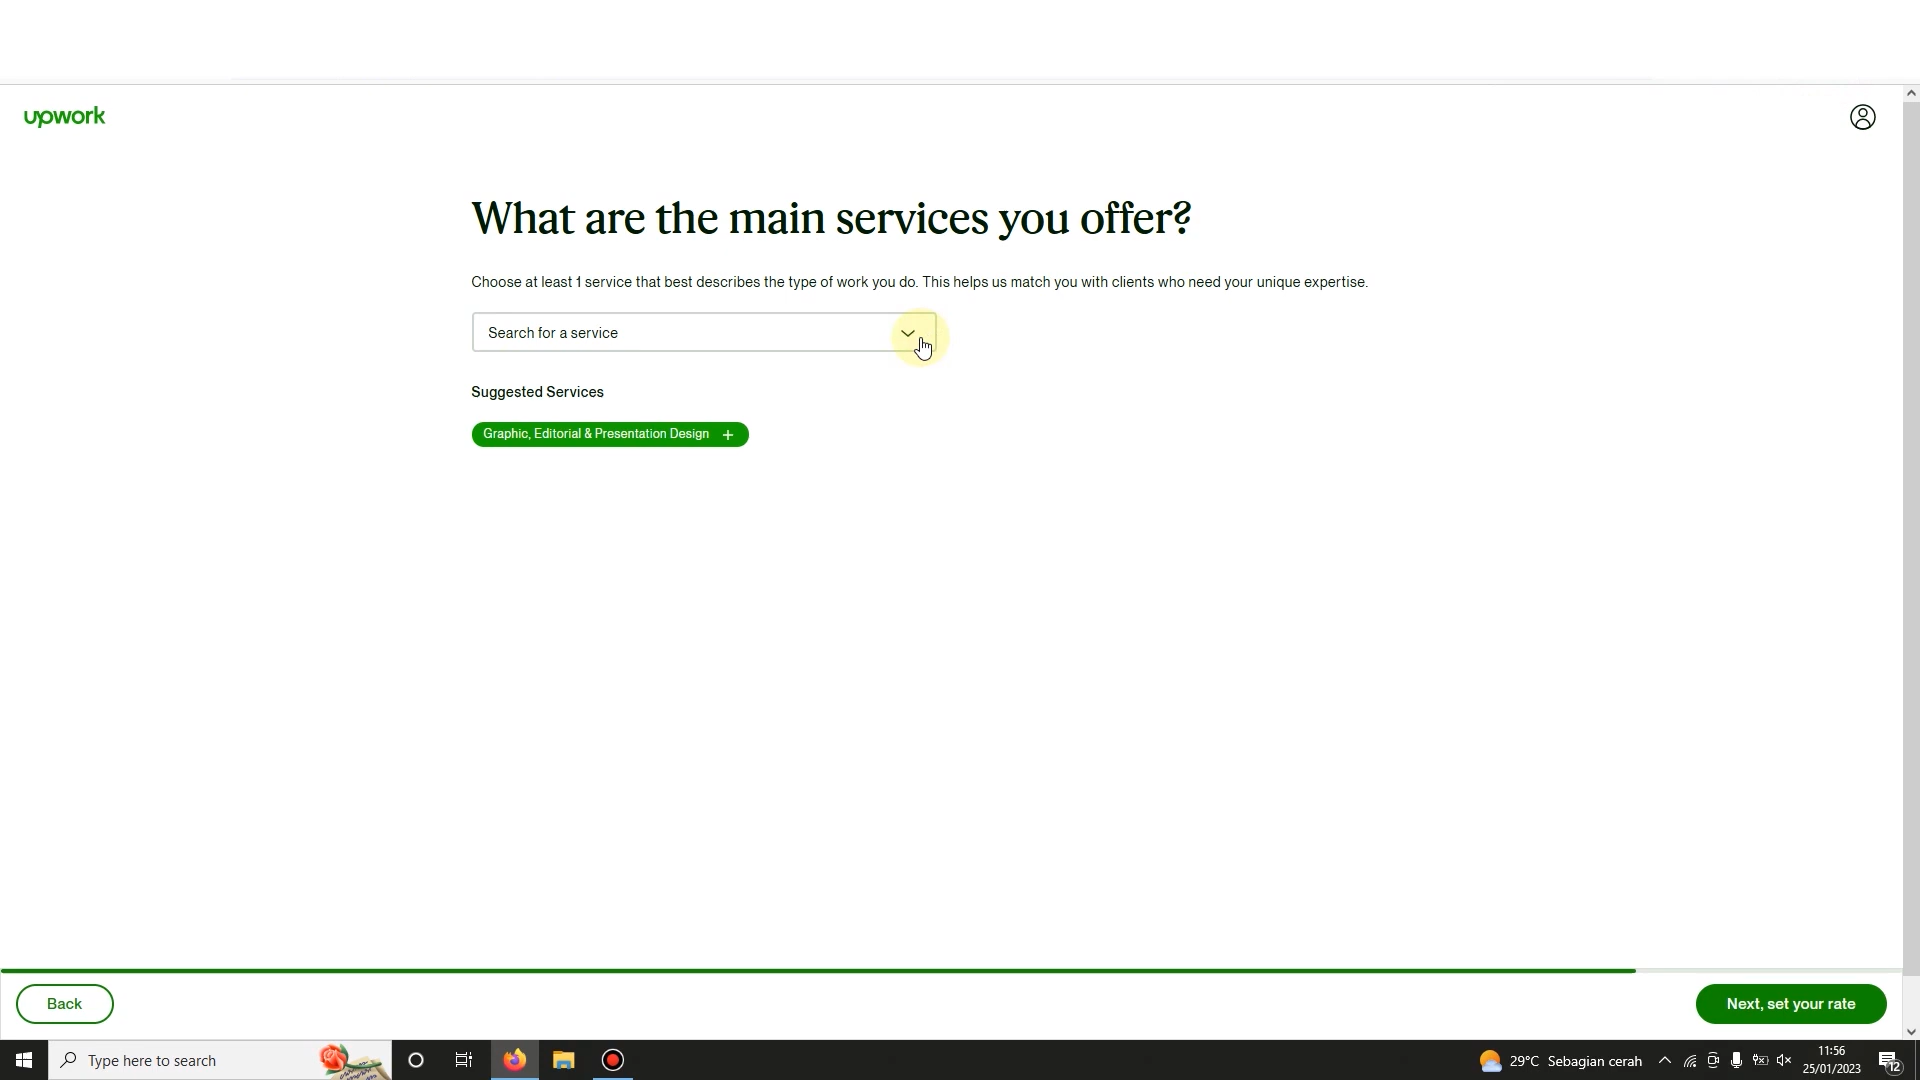 upwork
What are the main services you offer?
Choose at least 1 service that best describes the type of work you do. This helps us match you with clients who need your unique expertise.
Search for a service
Suggested Services
Graphic, Editorial & Presentation Design +
Back
Next, set your rate
Type here to search
29°C Sebagian cerah
11:56
25/01/2023
12